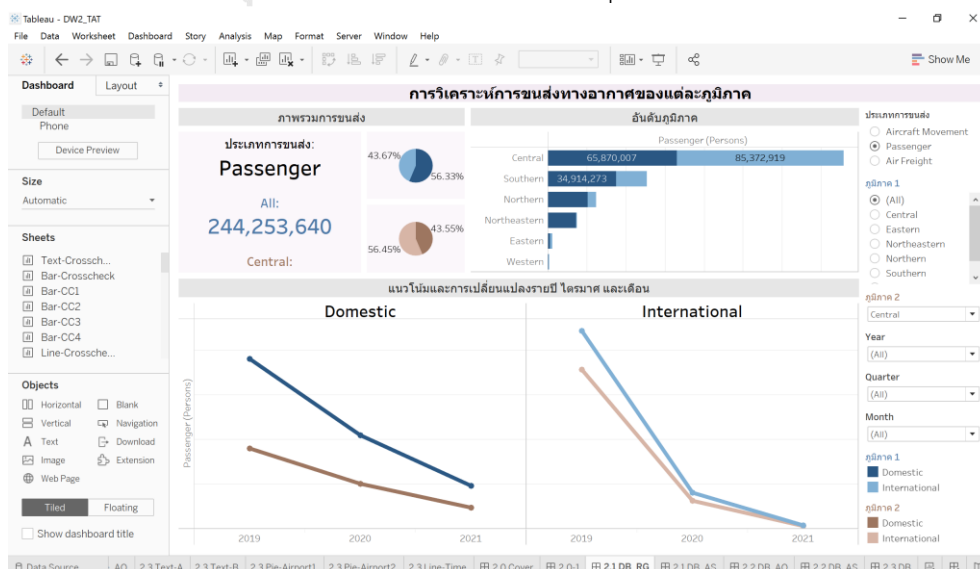 Tableau - DW2_TAT
File Data Worksheet Dashboard Story Analysis Map Format Server Window Help
Show Me
Dashboard Layout
Default
Phone
Device Preview
Size
Automatic
Sheets
Text-Crossch...
Bar-Crosscheck
Bar-CC1
Bar-CC2
Bar-CC3
Bar-CC4
Line-Crossche...
Objects
Horizontal Blank
Vertical Navigation
Text Download
Image Extension
Web Page
Tiled Floating
Show dashboard title
การวิเคราะห์การขนส่งทางอากาศของแต่ละภูมิภาค
ภาพรวมการขนส่ง
ประเภทการขนส่ง:
Passenger
All:
244,253,640
Central:
43.67%
56.33%
43.55%
56.45%
อันดับภูมิภาค
Passenger (Persons)
Central 65,870,007 85,372,919
Southern 34,914,273
Northern
Northeastern
Eastern
Western
แนวโน้มและการเปลี่ยนแปลงรายปี ไตรมาศ และเดือน
Domestic International
Passenger (Persons)
2019 2020 2021 2019 2020 2021
ประเภทการขนส่ง
Aircraft Movement
Passenger
Air Freight
ภูมิภาค 1
(All)
Central
Eastern
Northeastern
Northern
Southern
ภูมิภาค 2
Central
Year
(All)
Quarter
(All)
Month
(All)
ภูมิภาค 1
Domestic
International
ภูมิภาค 2
Domestic
International
Data Source AO 2.3 Text-A 2.3 Text-B 2.3 Pie-Airport1 2.3 Pie-Airport2 2.3 Line-Time 2.0 Cover 2.0-1 2.1 DB_RG 2.1 DB_AS 2.2 DB_AO 2.2 DB_AS 2.3 DB